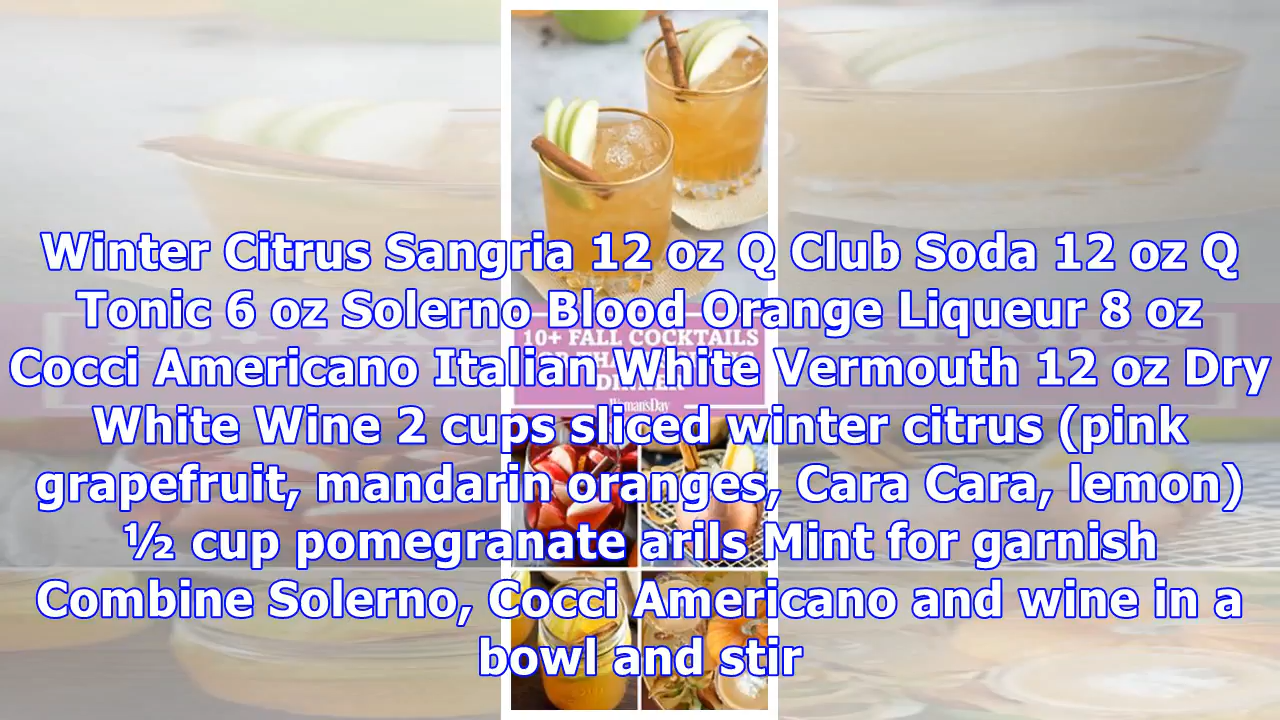 Winter Citrus Sangria 12 oz Q Club Soda 12 oz Q
Tonic 6 oz Solerno Blood Orange Liqueur 8 oz
10+ FALL COCKTAILS
Cocci Americano Italian White Vermouth 12 oz Dry
DINNER
Woman'sDay
White Wine 2 cups sliced winter citrus (pink
grapefruit, mandarin oranges, Cara Cara, lemon)
½ cup pomegranate arils Mint for garnish
Combine Solerno, Cocci Americano and wine in a
bowl and stir